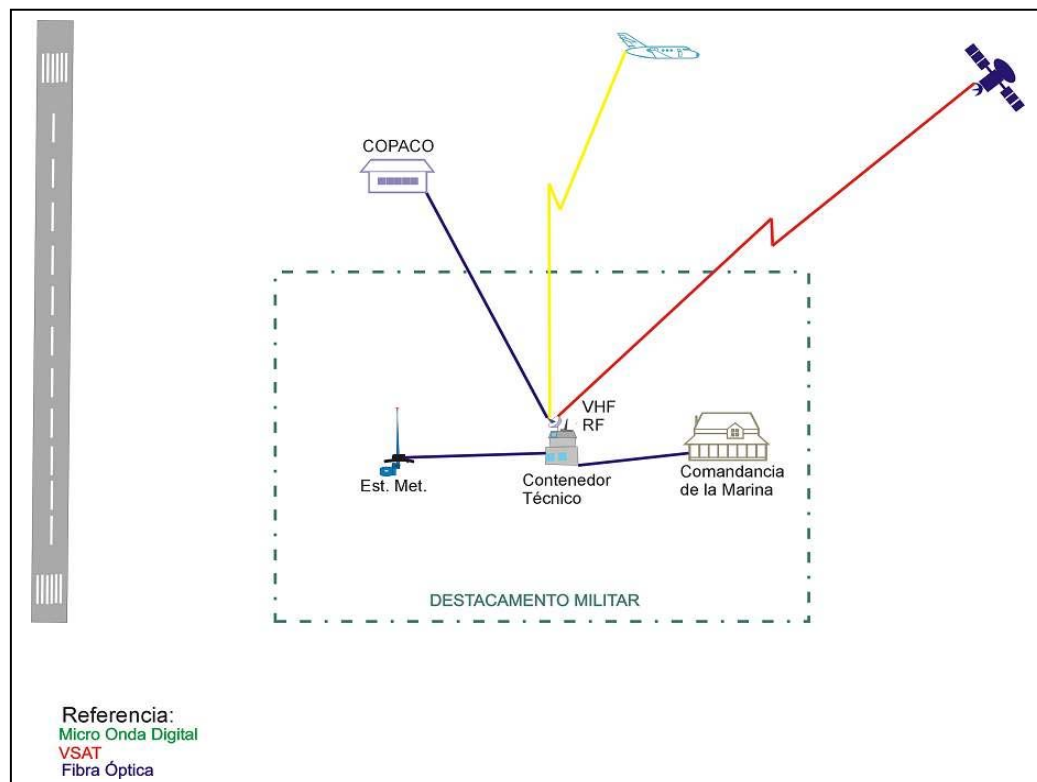 COPACO
VHF
RF
Est. Met.
Contenedor
Técnico
Comandancia
de la Marina
DESTACAMENTO MILITAR
Referencia:
Micro Onda Digital
VSAT
Fibra Óptica